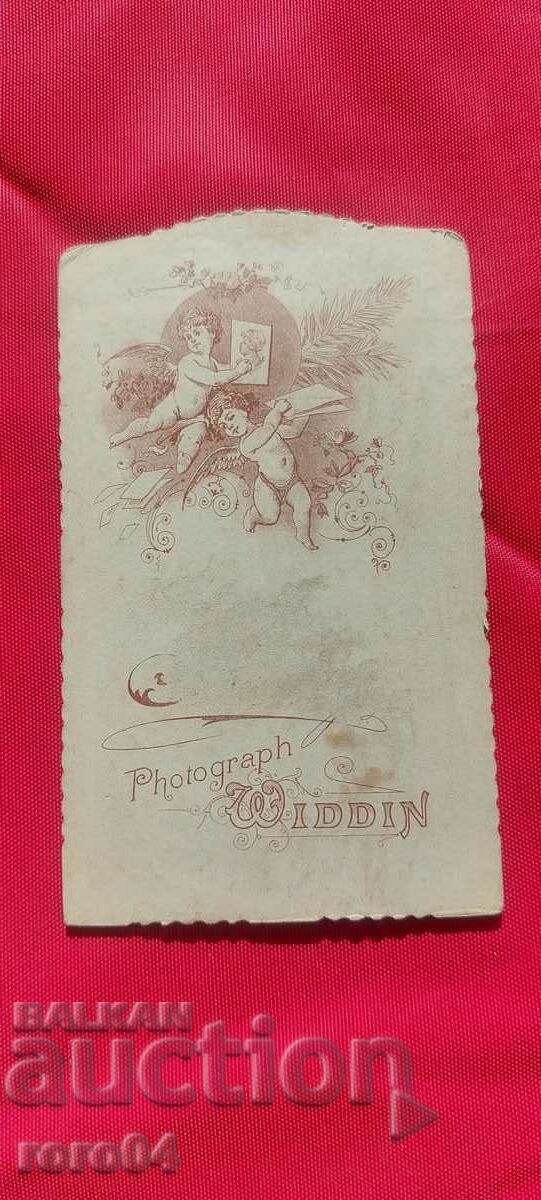 Photograph
WIDDIN
BALKAN
auction
roro04